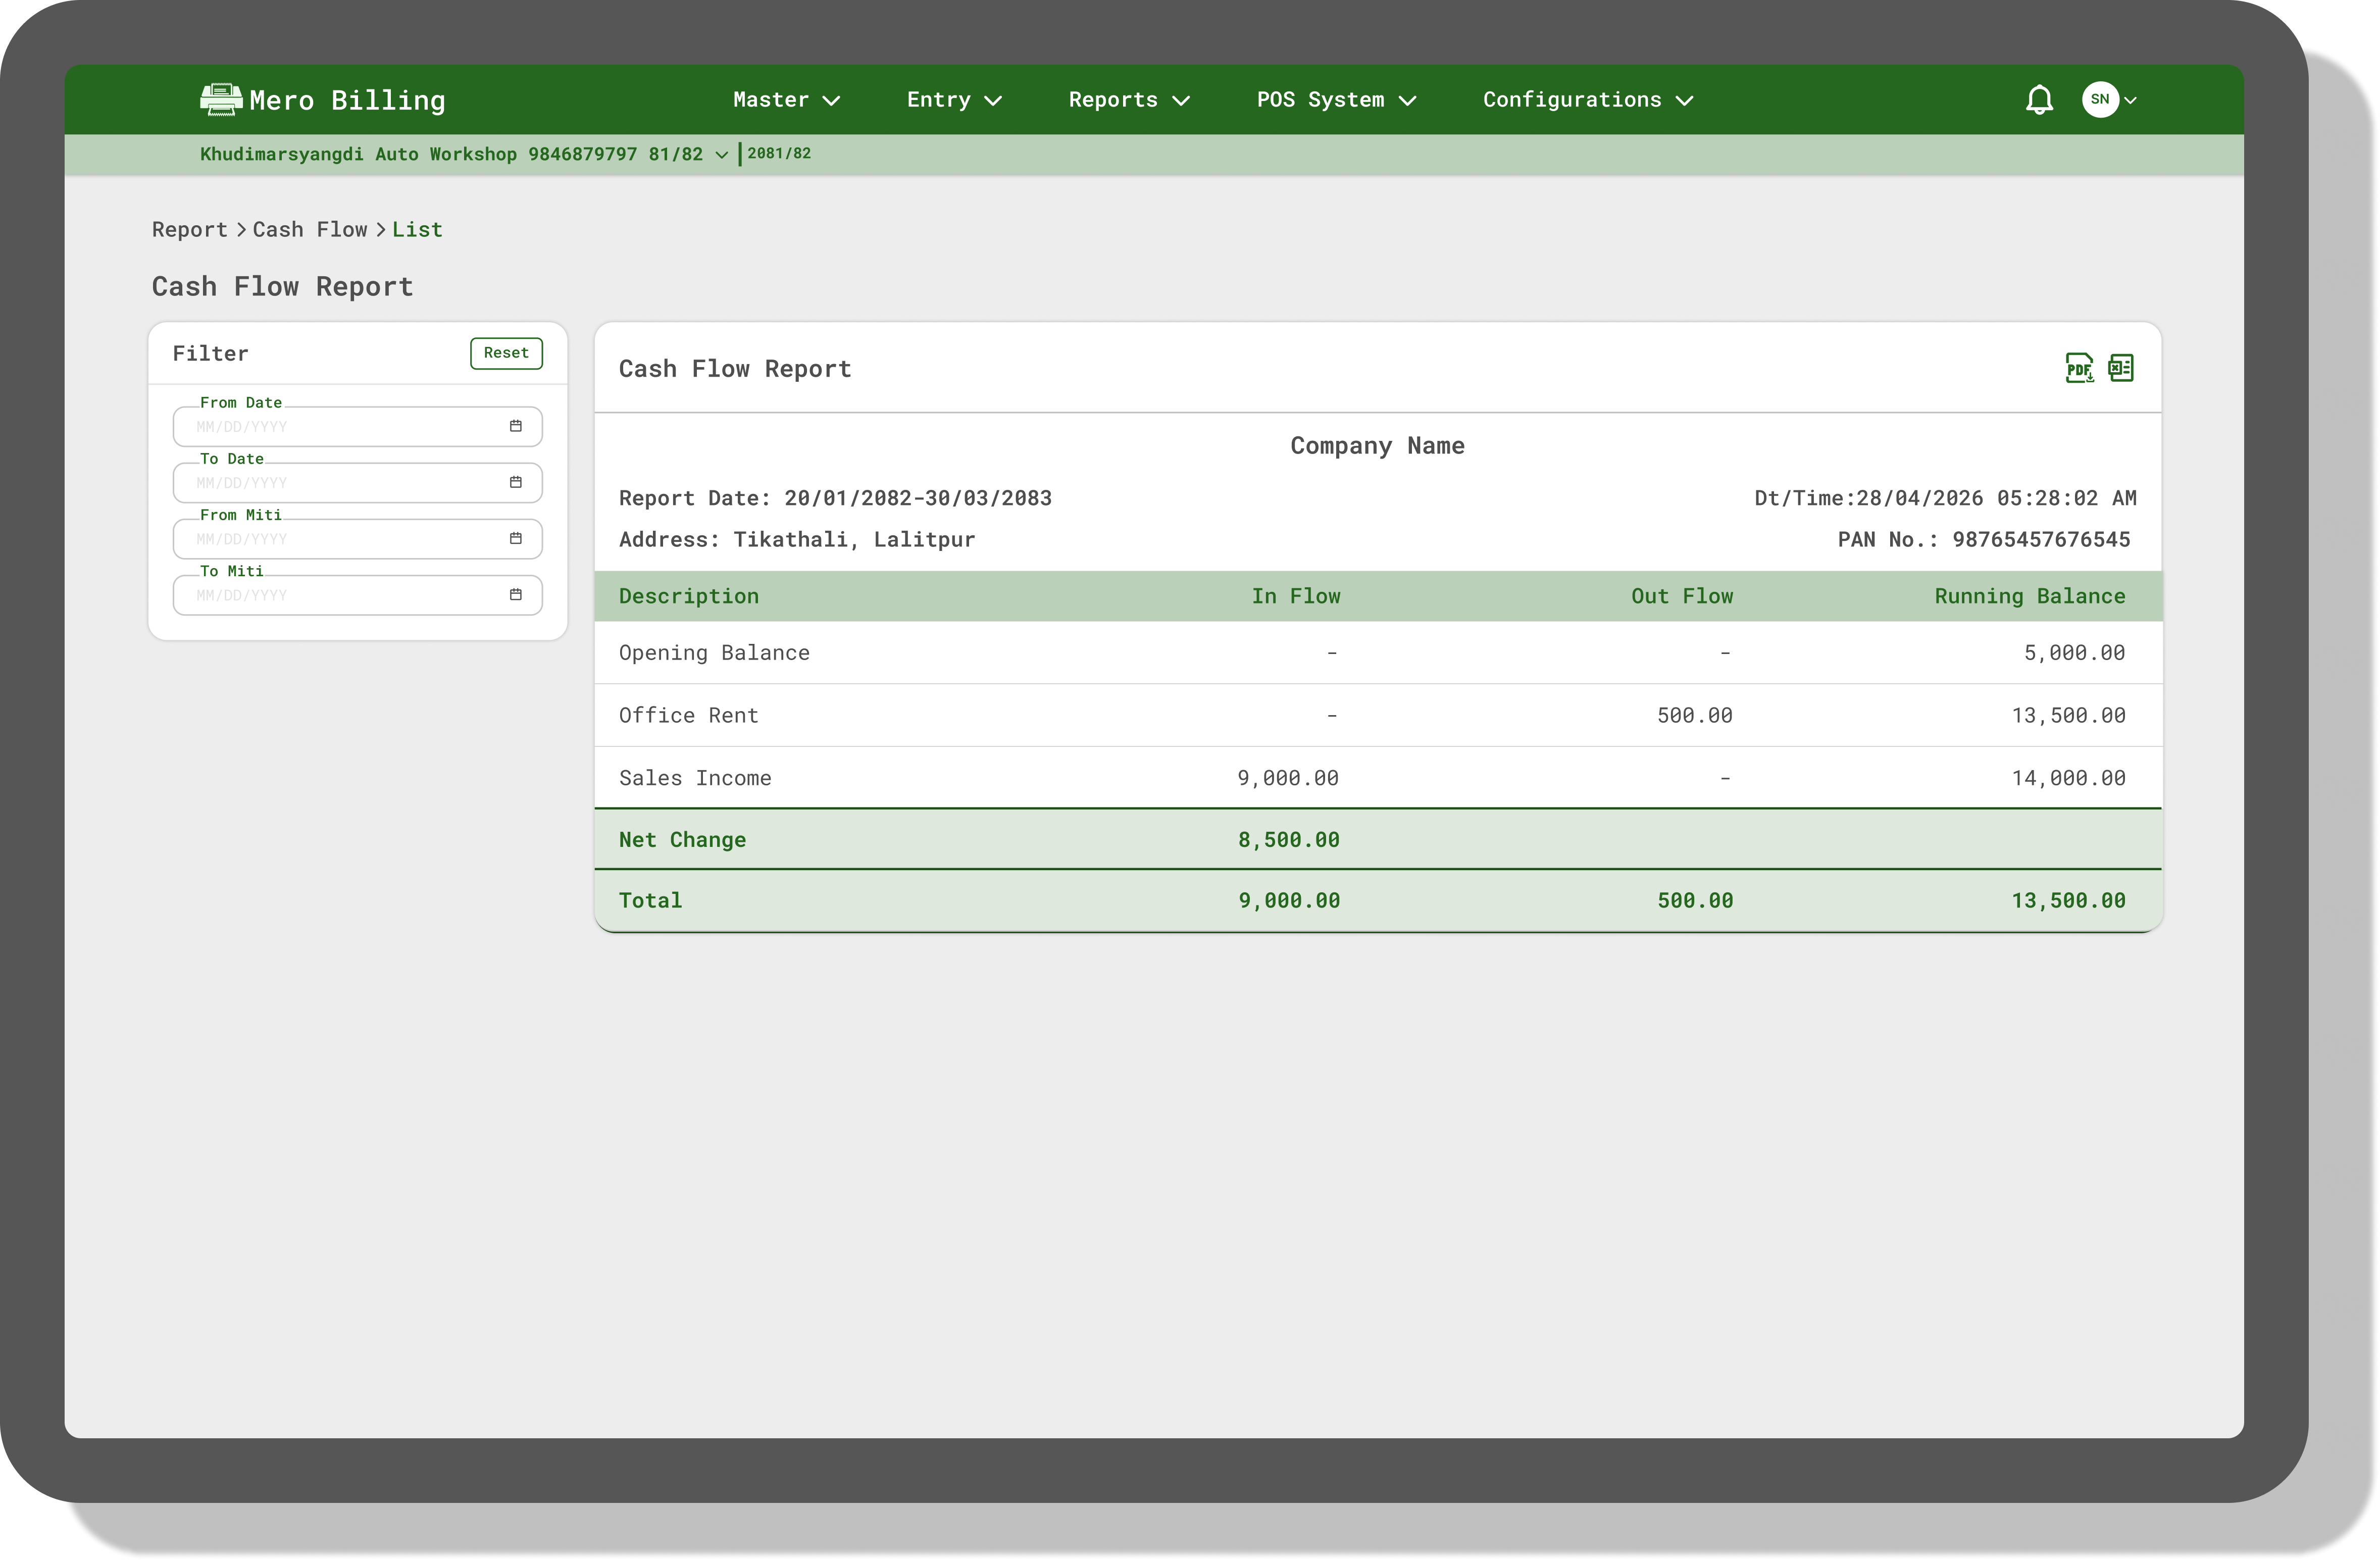 Mero Billing Master Entry Reports POS System Configurations SN
Khudimarsyangdi Auto Workshop 9846879797 81/82 2081/82
Report > Cash Flow > List
Cash Flow Report
Filter Reset
From Date
MM/DD/YYYY
To Date
MM/DD/YYYY
From Miti
MM/DD/YYYY
To Miti
MM/DD/YYYY
Cash Flow Report PDF
Company Name
Report Date: 20/01/2082-30/03/2083 Dt/Time:28/04/2026 05:28:02 AM
Address: Tikathali, Lalitpur PAN No.: 98765457676545
Description In Flow Out Flow Running Balance
Opening Balance - - 5,000.00
Office Rent - 500.00 13,500.00
Sales Income 9,000.00 - 14,000.00
Net Change 8,500.00
Total 9,000.00 500.00 13,500.00